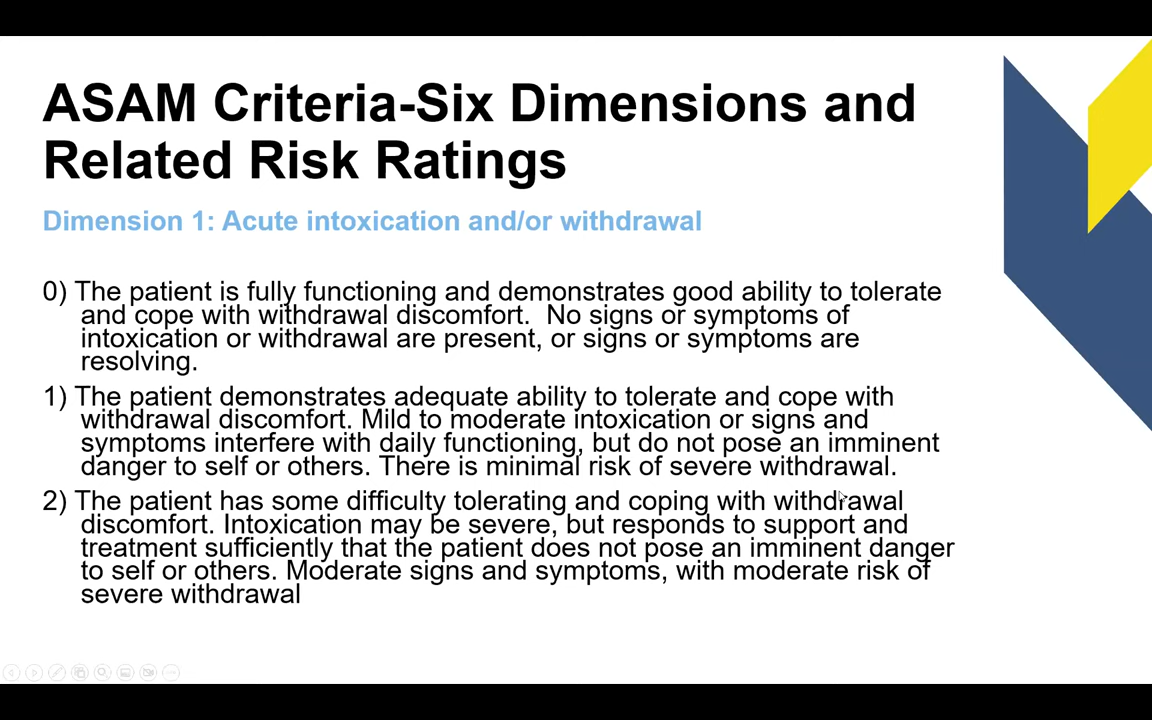 ASAM Criteria-Six Dimensions and
Related Risk Ratings
Dimension 1: Acute intoxication and/or withdrawal
0) The patient is fully functioning and demonstrates good ability to tolerate
and cope with withdrawal discomfort.  No signs or symptoms of
intoxication or withdrawal are present, or signs or symptoms are
resolving.
1) The patient demonstrates adequate ability to tolerate and cope with
withdrawal discomfort. Mild to moderate intoxication or signs and
symptoms interfere with daily functioning, but do not pose an imminent
danger to self or others. There is minimal risk of severe withdrawal.
2) The patient has some difficulty tolerating and coping with withdrawal
discomfort. Intoxication may be severe, but responds to support and
treatment sufficiently that the patient does not pose an imminent danger
to self or others. Moderate signs and symptoms, with moderate risk of
severe withdrawal